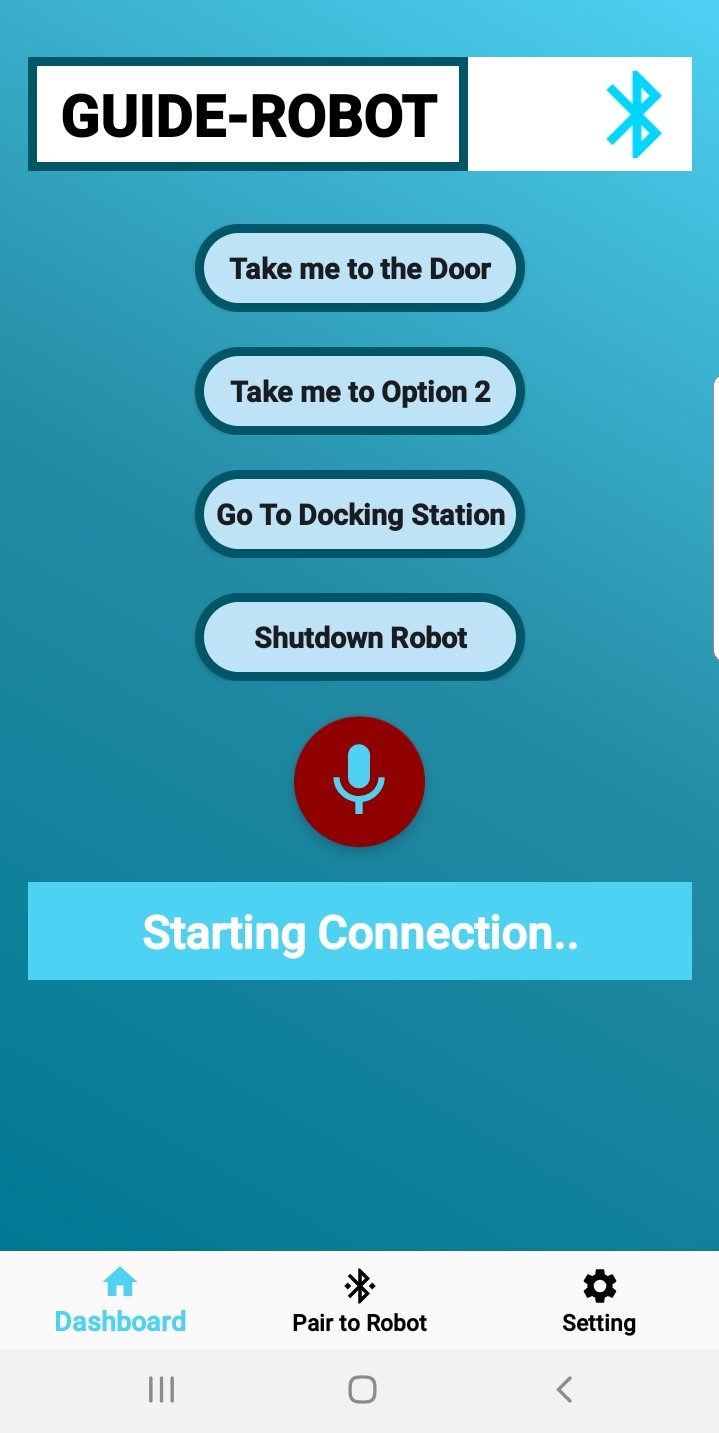 GUIDE-ROBOT
Take me to the Door
Take me to Option 2
Go To Docking Station
Shutdown Robot
Starting Connection..
Dashboard
Pair to Robot
Setting